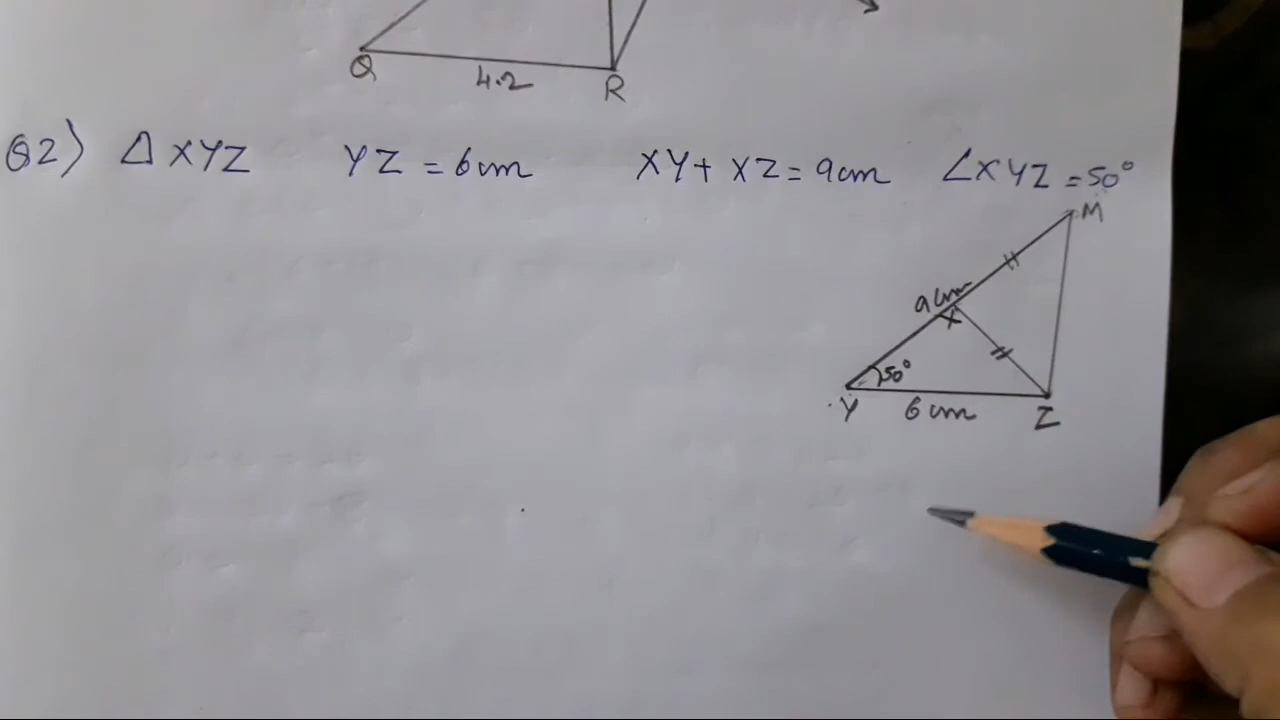 Q 4.2 R
Q2) △XYZ YZ = 6cm XY + XZ = 9cm ∠XYZ = 50°
M
9cm
X
50°
Y 6cm Z